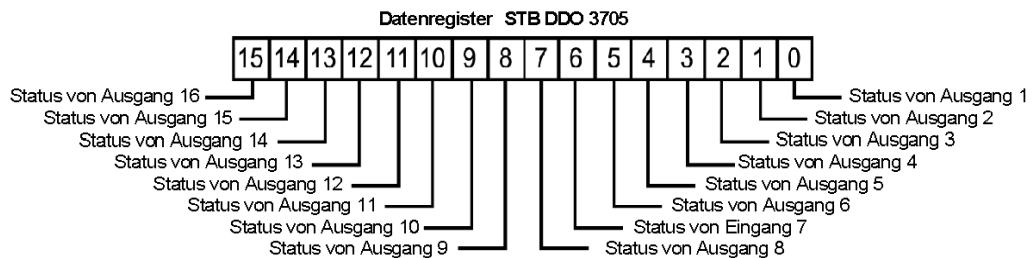 Datenregister STB DDO 3705
15 14 13 12 11 10 9 8 7 6 5 4 3 2 1 0
Status von Ausgang 16
Status von Ausgang 1
Status von Ausgang 15
Status von Ausgang 2
Status von Ausgang 14
Status von Ausgang 3
Status von Ausgang 13
Status von Ausgang 4
Status von Ausgang 12
Status von Ausgang 5
Status von Ausgang 11
Status von Ausgang 6
Status von Ausgang 10
Status von Eingang 7
Status von Ausgang 9
Status von Ausgang 8